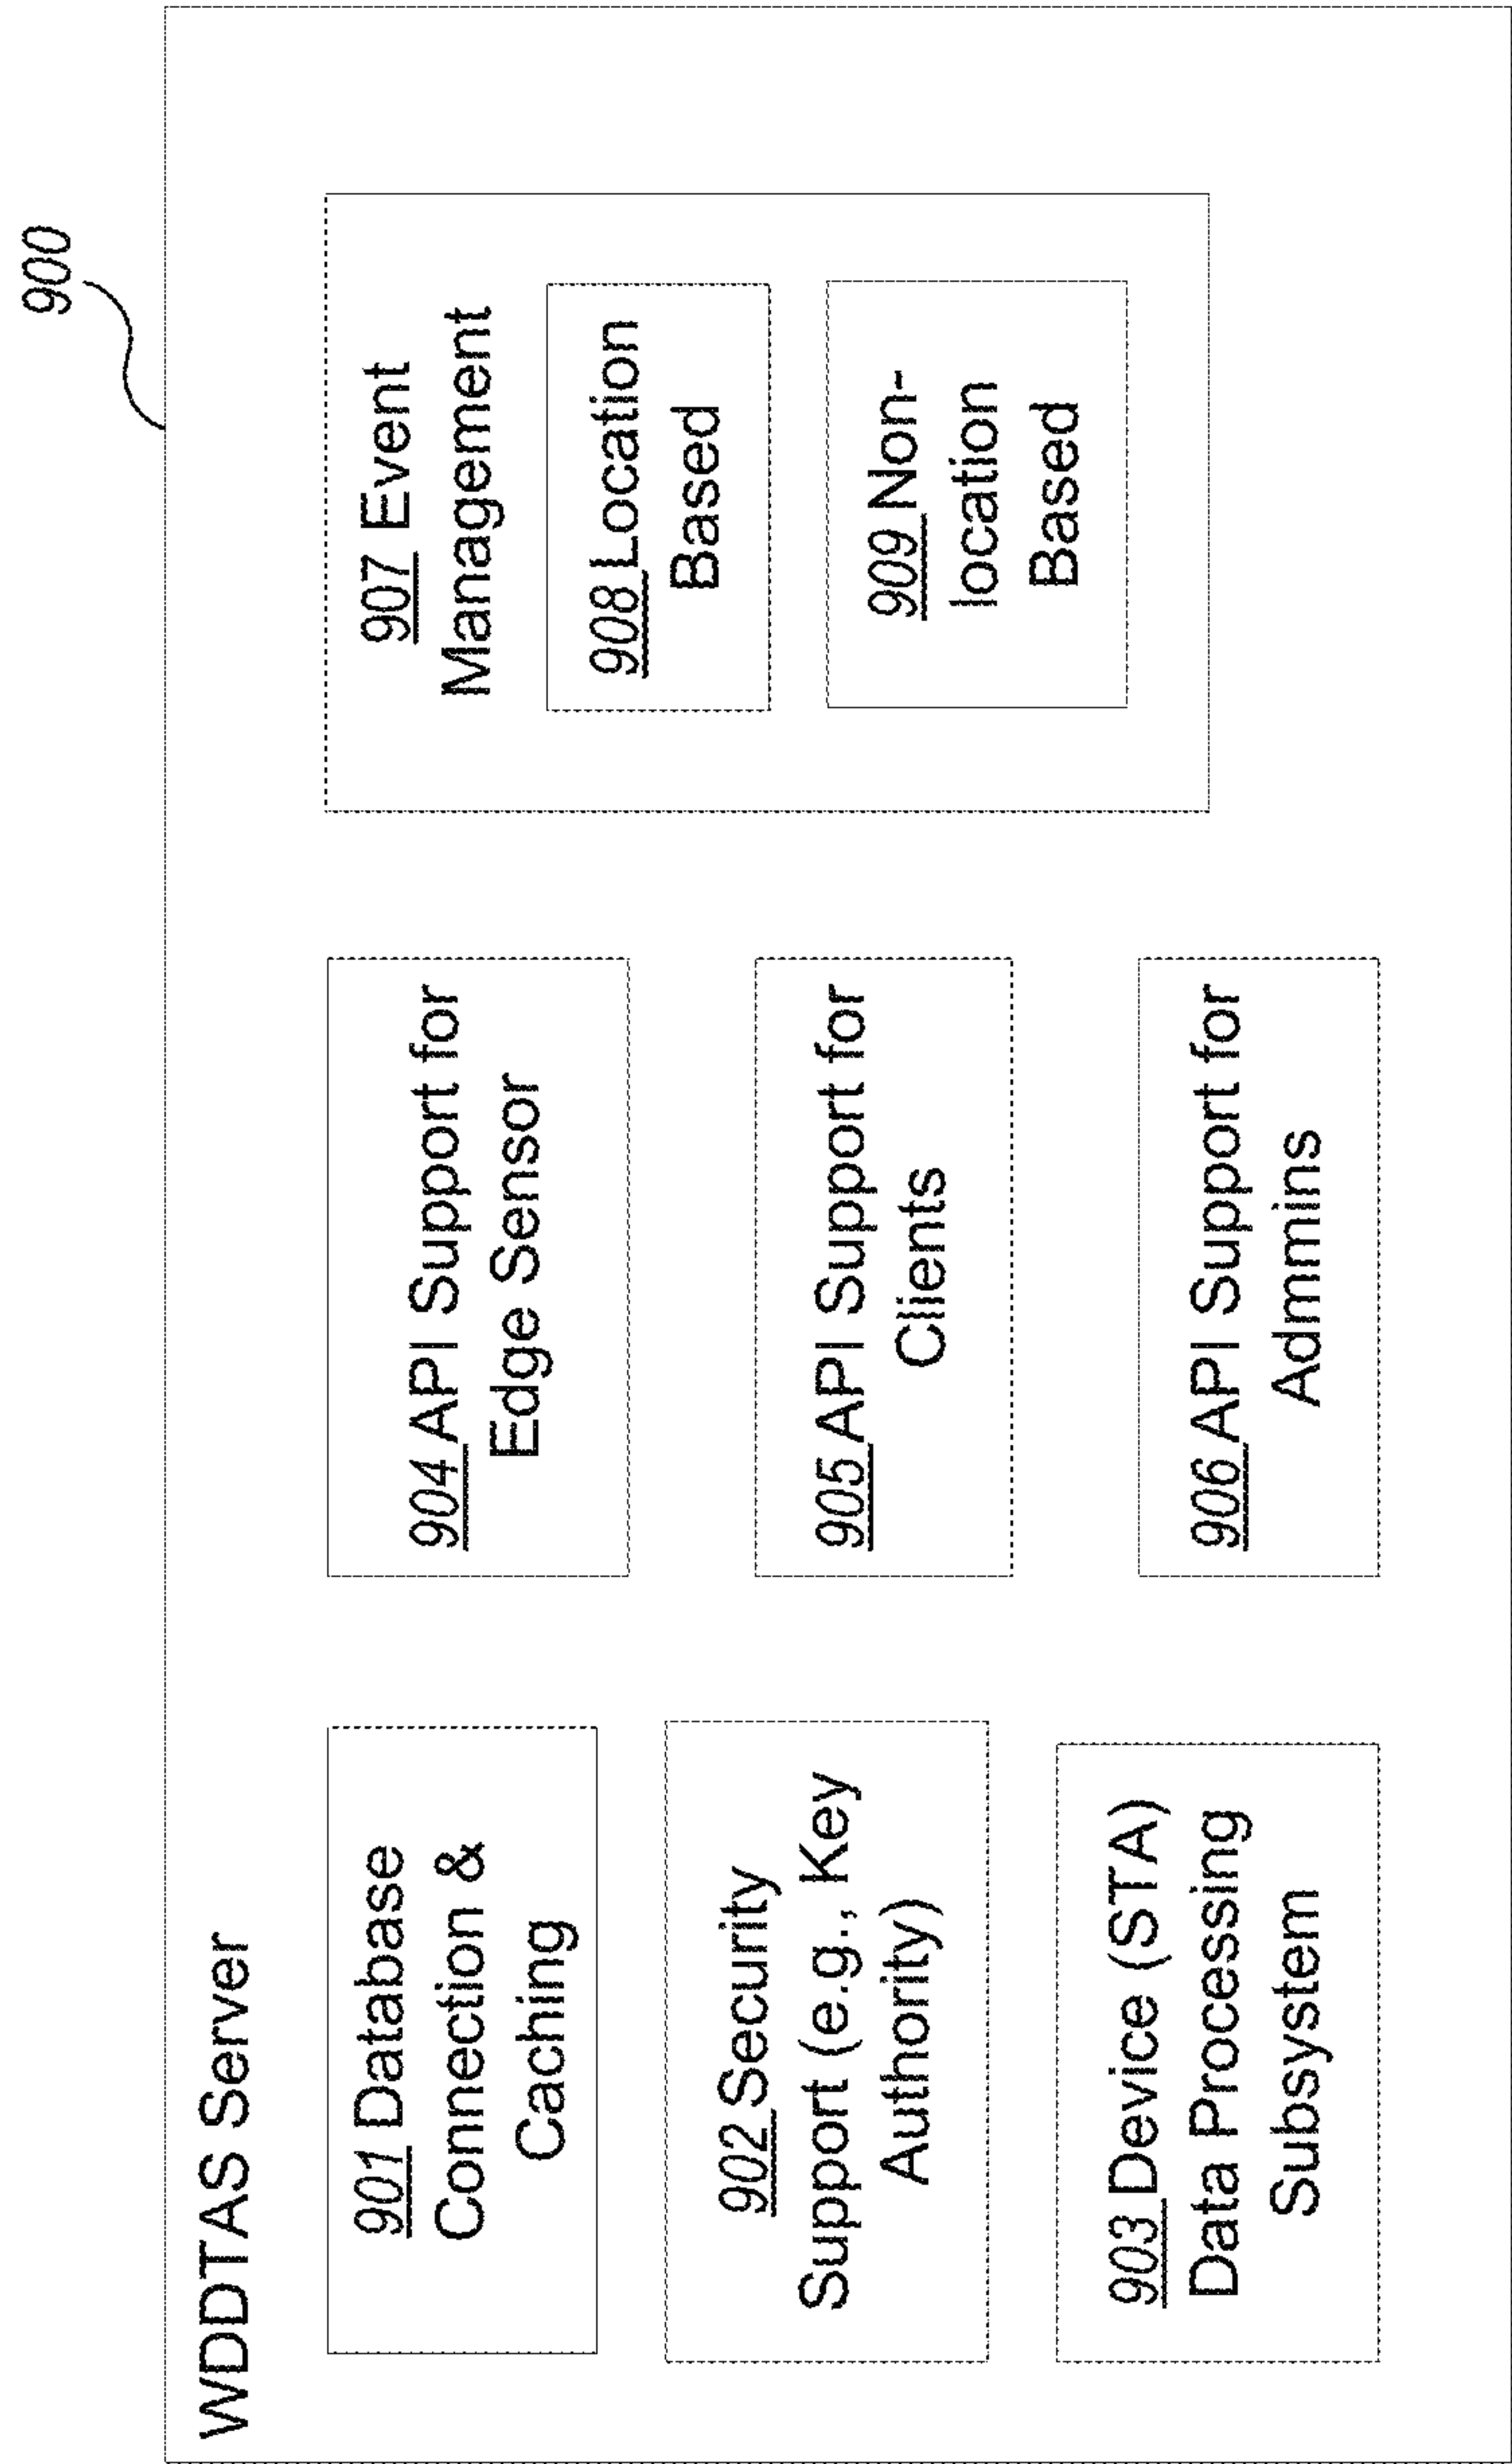 900
WDDTAS Server
901 Database
Connection &
Caching
902 Security
Support (e.g., Key
Authority)
903 Device (STA)
Data Processing
Subsystem
904 API Support for
Edge Sensor
905 API Support for
Clients
906 API Support for
Admins
907 Event
Management
908 Location
Based
909 Non-
location
Based